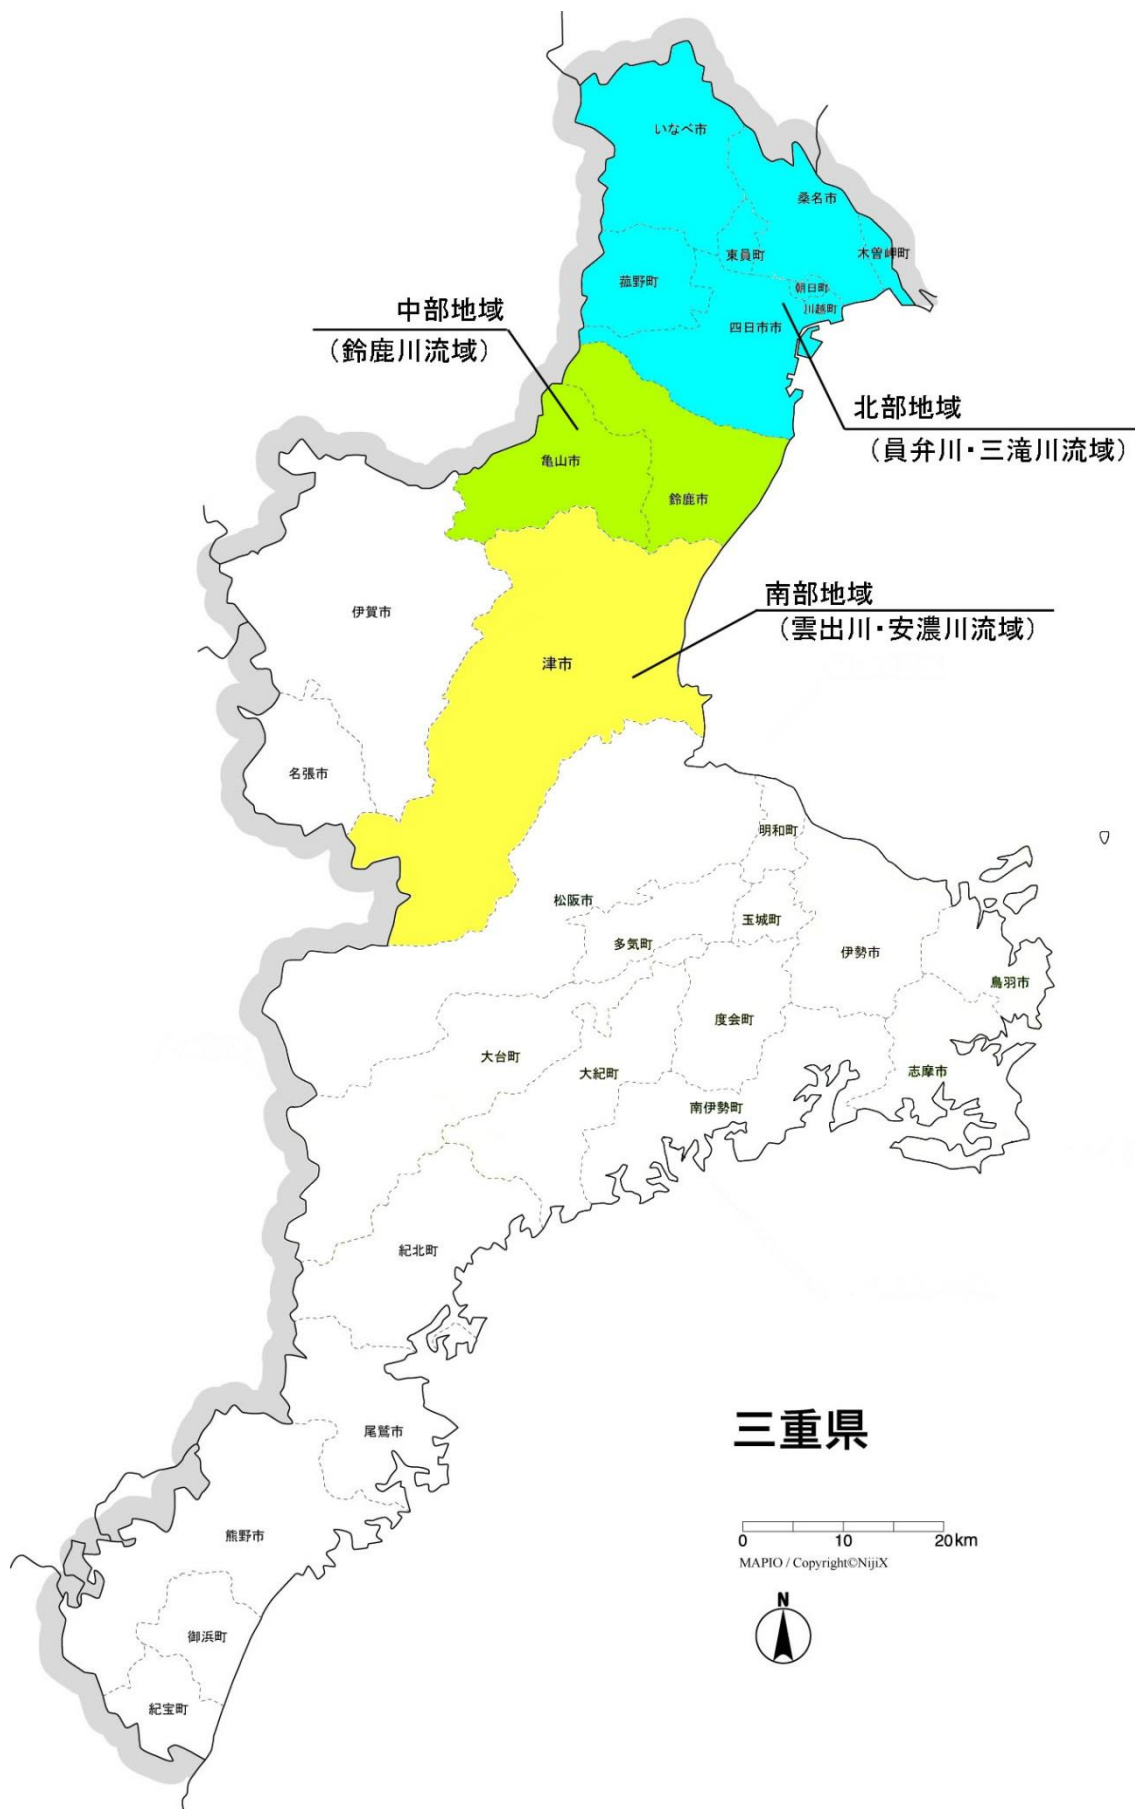 いなべ市
桑名市
東員町
木曽岬町
菰野町
朝日町
川越町
四日市市
中部地域
（鈴鹿川流域）
北部地域
（員弁川・三滝川流域）
亀山市
鈴鹿市
南部地域
（雲出川・安濃川流域）
伊賀市
津市
名張市
明和町
松阪市
玉城町
多気町
伊勢市
鳥羽市
度会町
大台町
大紀町
志摩市
南伊勢町
紀北町
三重県
尾鷲市
熊野市
0 10 20km
MAPIO / Copyright©NijiX
N
御浜町
紀宝町